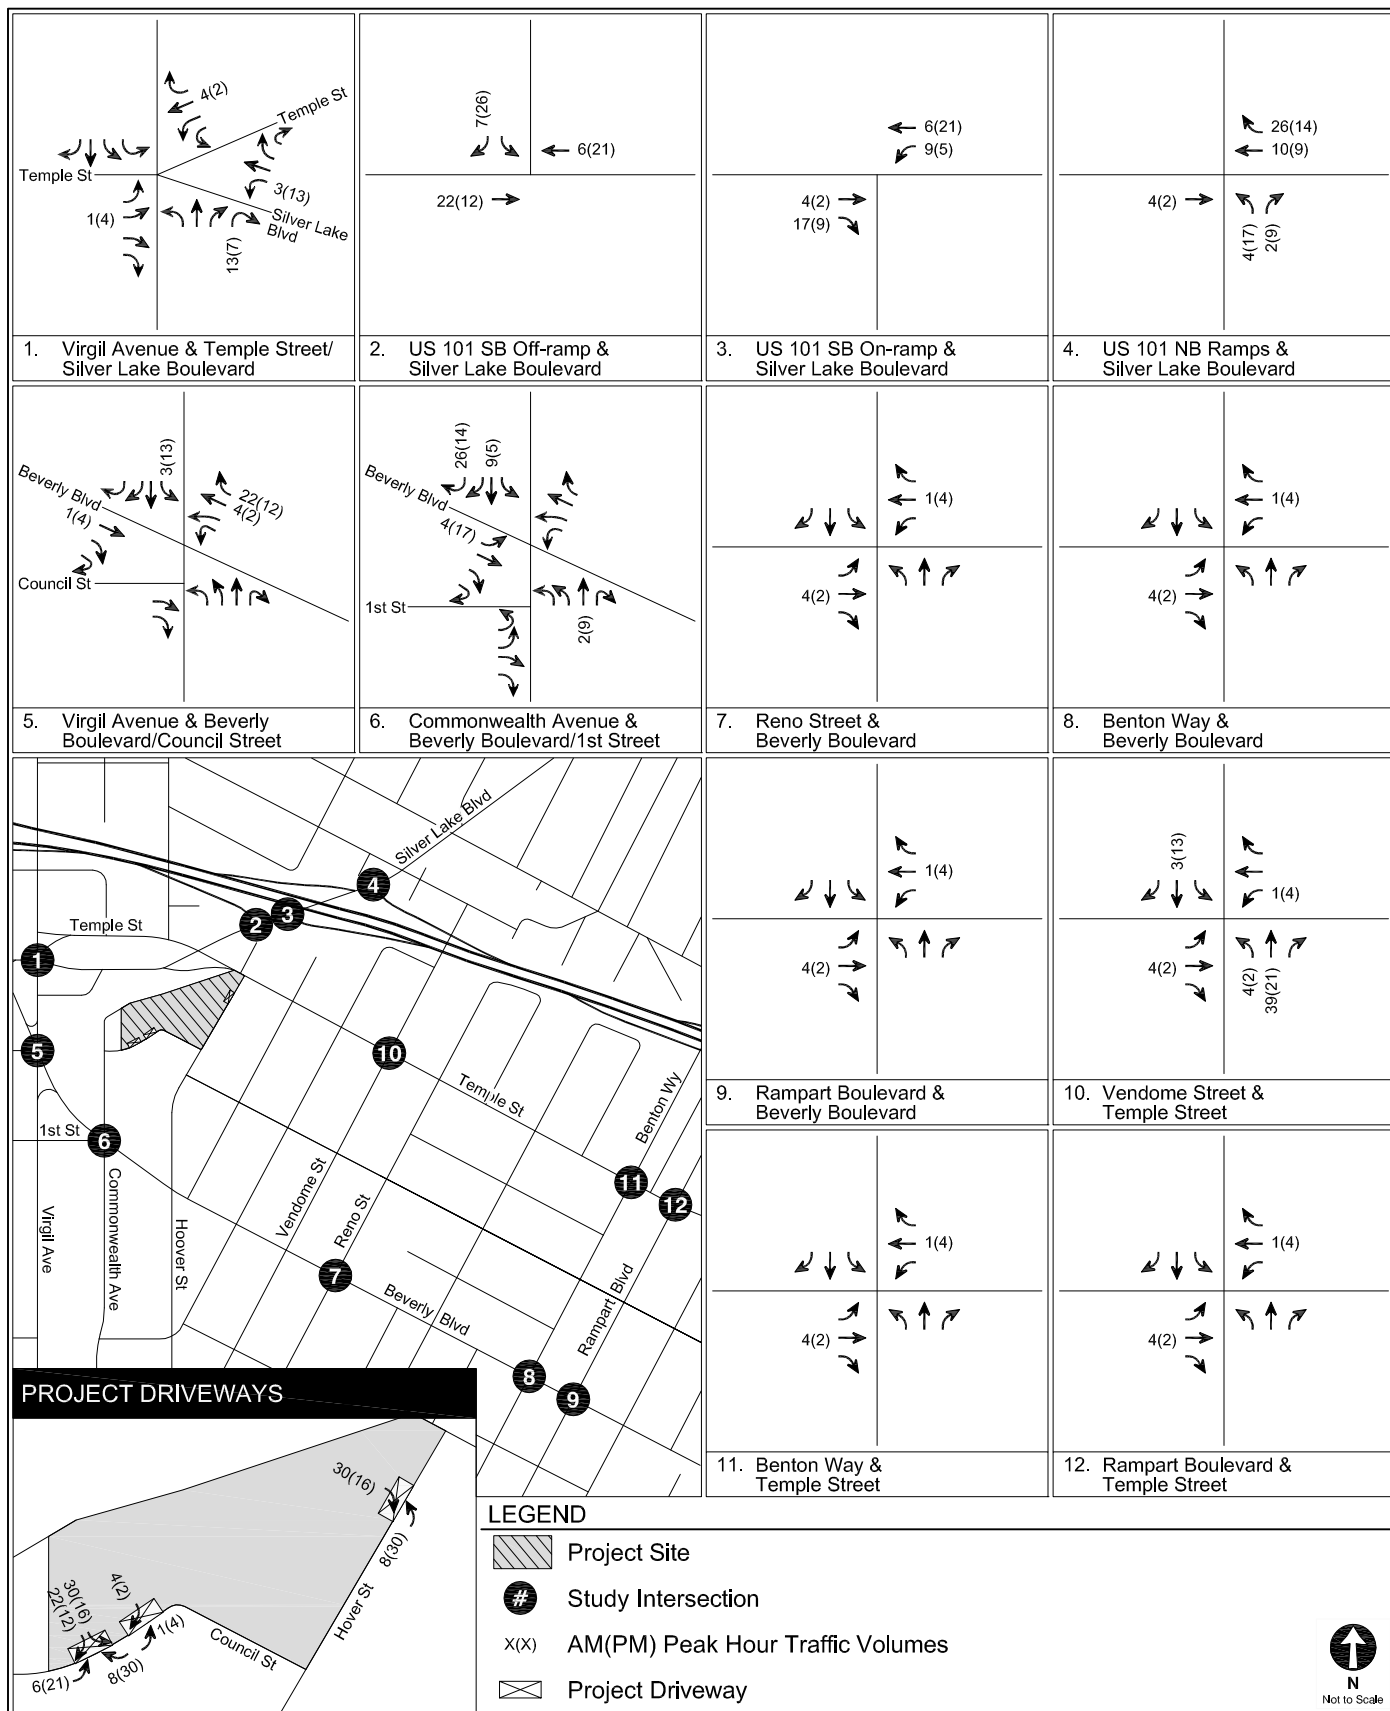 4(2)
Temple St
Temple St
3(13)
1(4)
Silver Lake
Blvd
13(7)
1. Virgil Avenue & Temple Street/
Silver Lake Boulevard
7(26)
6(21)
22(12)
2. US 101 SB Off-ramp &
Silver Lake Boulevard
6(21)
9(5)
4(2)
17(9)
3. US 101 SB On-ramp &
Silver Lake Boulevard
26(14)
10(9)
4(2)
4(17)
2(9)
4. US 101 NB Ramps &
Silver Lake Boulevard
3(13)
Beverly Blvd
22(12)
4(2)
1(4)
Council St
5. Virgil Avenue & Beverly
Boulevard/Council Street
26(14)
9(5)
Beverly Blvd
4(17)
1st St
2(9)
6. Commonwealth Avenue &
Beverly Boulevard/1st Street
1(4)
4(2)
7. Reno Street &
Beverly Boulevard
1(4)
4(2)
8. Benton Way &
Beverly Boulevard
Silver Lake Blvd
4
3
2
Temple St
1
5
10
Temple St
Benton Wy
1st St
6
11
12
Virgil Ave
Commonwealth Ave
Hoover St
Vendome St
Reno St
7
Beverly Blvd
Rampart Blvd
8
9
1(4)
4(2)
9. Rampart Boulevard &
Beverly Boulevard
3(13)
1(4)
4(2)
4(2)
39(21)
10. Vendome Street &
Temple Street
1(4)
4(2)
11. Benton Way &
Temple Street
1(4)
4(2)
12. Rampart Boulevard &
Temple Street
PROJECT DRIVEWAYS
30(16)
8(30)
30(16)
22(12)
4(2)
1(4)
8(30)
6(21)
Council St
Hover St
LEGEND
Project Site
# Study Intersection
X(X) AM(PM) Peak Hour Traffic Volumes
Project Driveway
N
Not to Scale